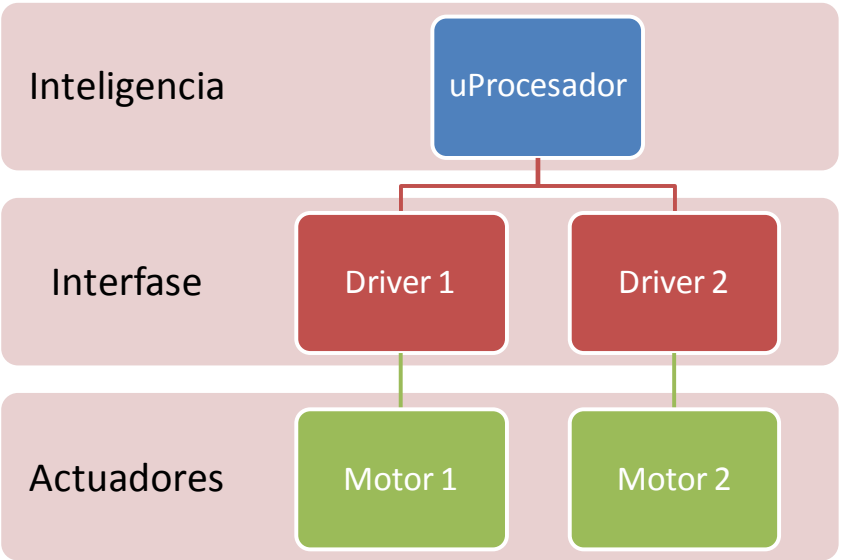 Inteligencia
uProcesador
Interfase
Driver 1
Driver 2
Actuadores
Motor 1
Motor 2